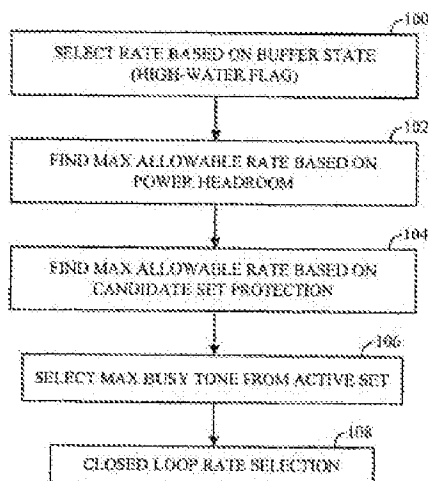 100
SELECT RATE BASED ON BUFFER STATE
(HIGH-WATER FLAG)
102
FIND MAX ALLOWABLE RATE BASED ON
POWER HEADROOM
104
FIND MAX ALLOWABLE RATE BASED ON
CANDIDATE SET PROTECTION
106
SELECT MAX BUSY TONE FROM ACTIVE SET
108
CLOSED LOOP RATE SELECTION